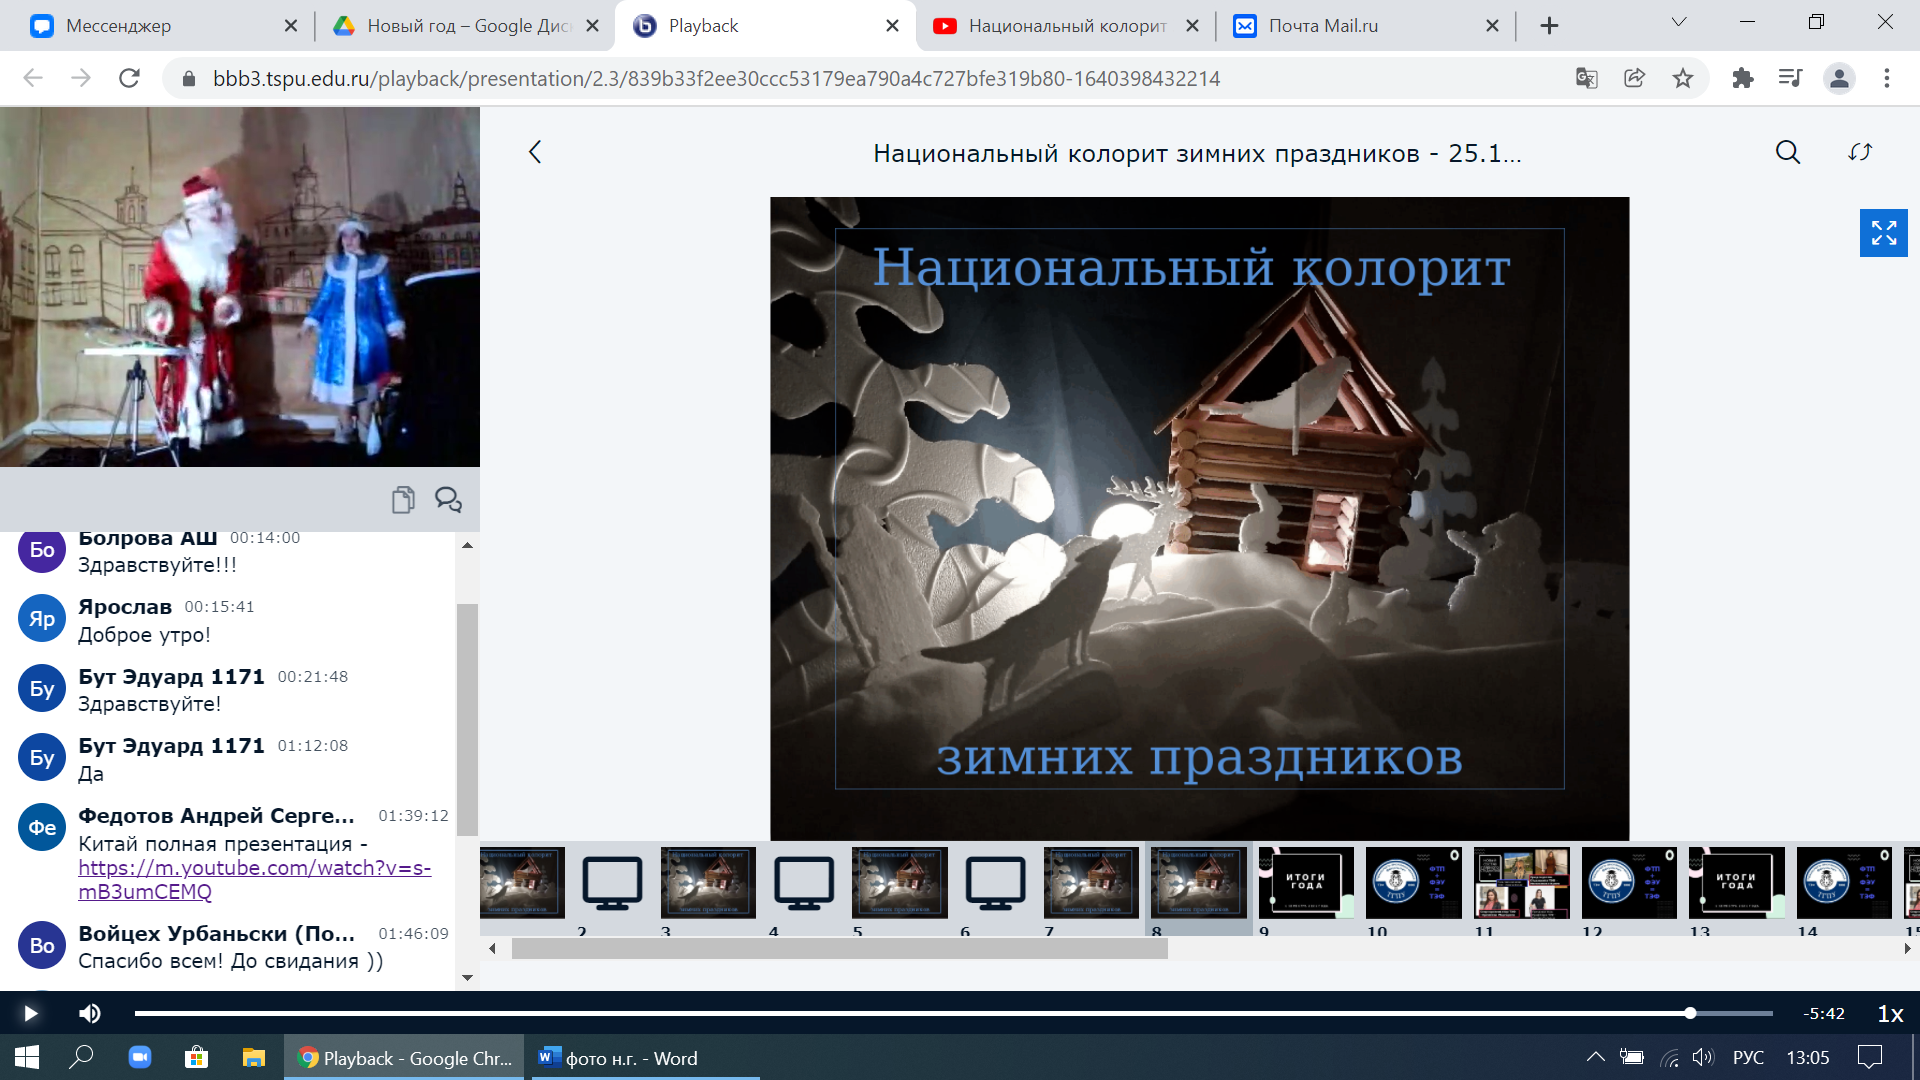 Мессенджер
Новый год – Google Дис
Playback
Национальный колорит
Почта Mail.ru
bbb3.tspu.edu.ru/playback/presentation/2.3/839b33f2ee30ccc53179ea790a4c727bfe319b80-1640398432214
Национальный колорит зимних праздников - 25.1...
Национальный колорит
зимних праздников
Бо
Болрова АШ 00:14:00
Здравствуйте!!!
Яр
Ярослав 00:15:41
Доброе утро!
Бу
Бут Эдуард 1171 00:21:48
Здравствуйте!
Бу
Бут Эдуард 1171 01:12:08
Да
Фе
Федотов Андрей Серге... 01:39:12
Китай полная презентация -
https://m.youtube.com/watch?v=s-
mB3umCEMQ
Во
Войцех Урбаньски (По... 01:46:09
Спасибо всем! До свидания ))
ИТОГИ
ГОДА
ФТП
+
ФЭУ
=
ТЭФ
ИТОГИ
ГОДА
2 3 4 5 6 7 8 9 10 11 12 13 14 15
-5:42 1x
Playback - Google Chr...
фото н.г. - Word
РУС 13:05